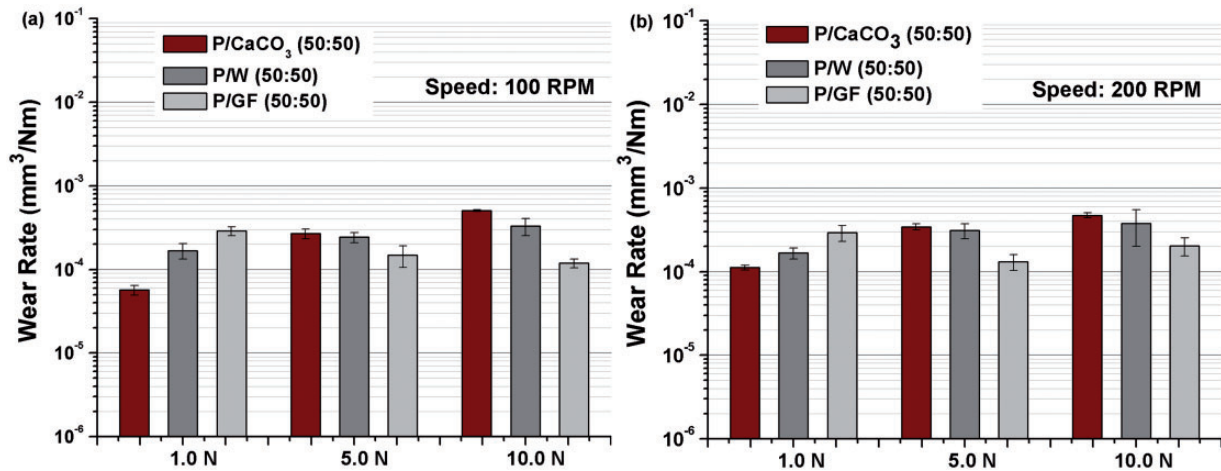 (a)
P/CaCO₃ (50:50)
P/W (50:50)
P/GF (50:50)
Speed: 100 RPM
Wear Rate (mm³/Nm)
10⁻¹
10⁻²
10⁻³
10⁻⁴
10⁻⁵
10⁻⁶
1.0 N 5.0 N 10.0 N
(b)
P/CaCO₃ (50:50)
P/W (50:50)
P/GF (50:50)
Speed: 200 RPM
Wear Rate (mm³/Nm)
10⁻¹
10⁻²
10⁻³
10⁻⁴
10⁻⁵
10⁻⁶
1.0 N 5.0 N 10.0 N